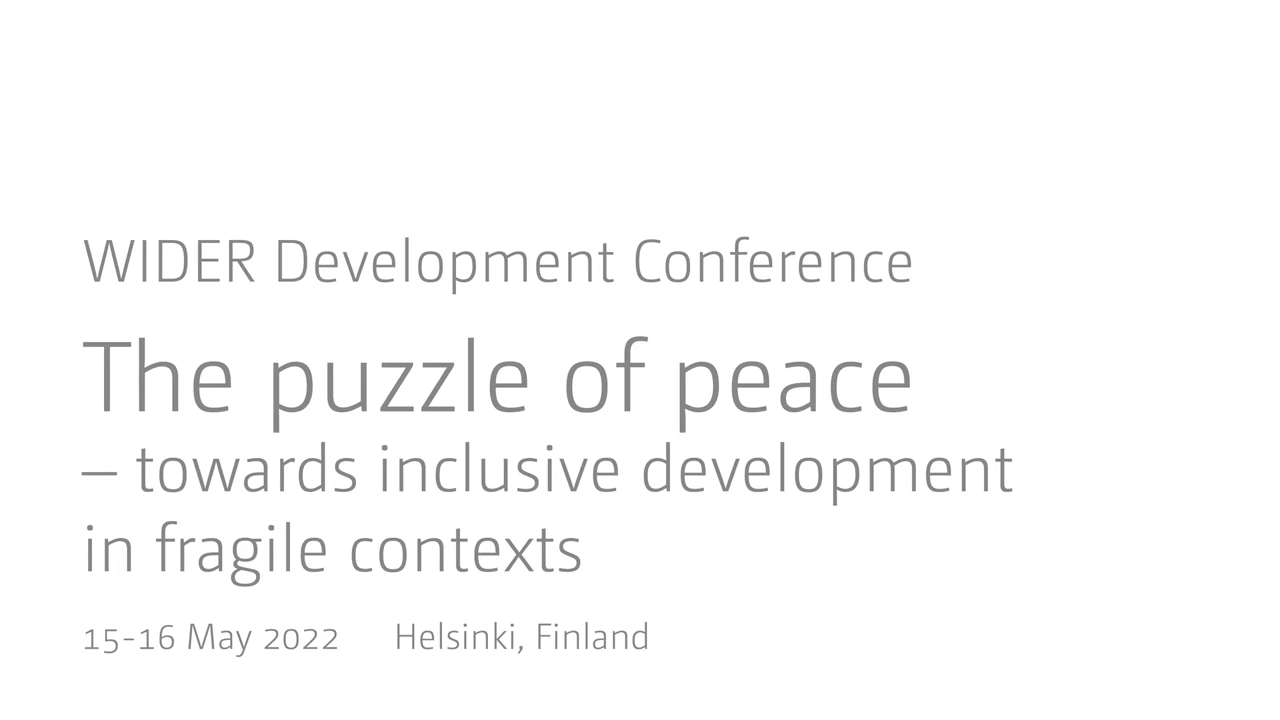 WIDER Development Conference
The puzzle of peace
– towards inclusive development
in fragile contexts
15-16 May 2022 Helsinki, Finland